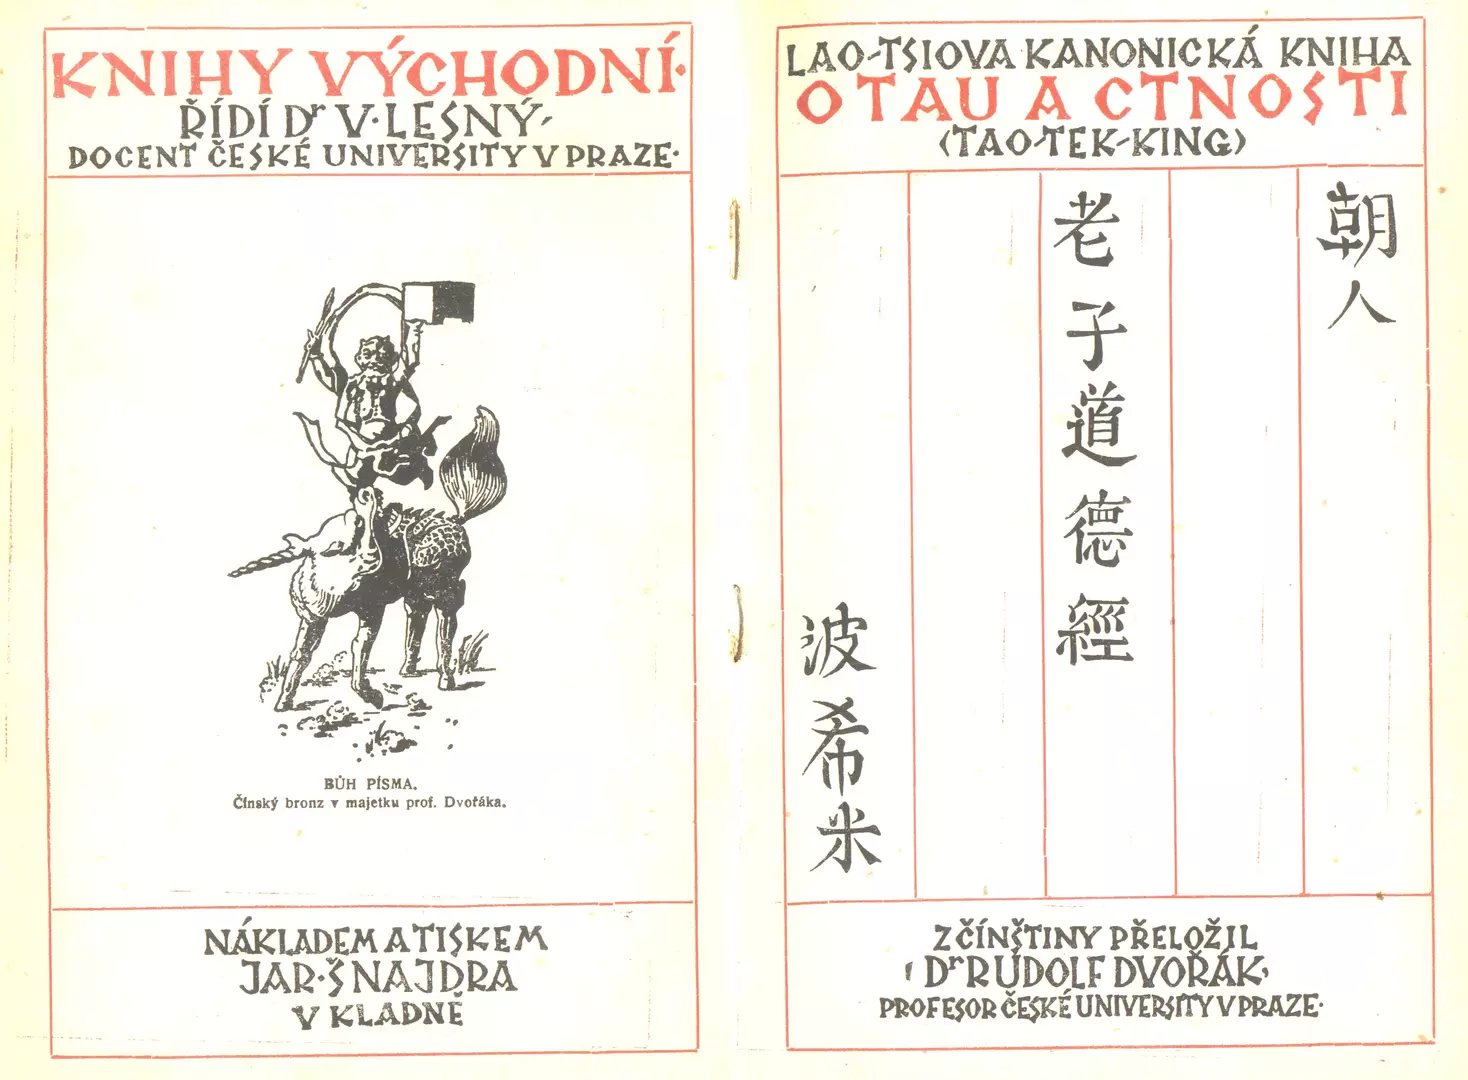 KNIHY VÝCHODNÍ·
ŘÍDÍ Dr V·LESNÝ,
DOCENT ČESKÉ UNIVERSITY V PRAZE·
BŮH PÍSMA.
Čínský bronz v majetku prof. Dvořáka.
NÁKLADEM A TISKEM
JAR·ŠNAJDRA
V KLADNĚ
LAO-TSIOVA KANONICKÁ KNIHA
O TAU A CTNOSTI
(TAO-TEK-KING)
朝人
老子道德經
波希米
Z ČÍNŠTINY PŘELOŽIL
Dr RUDOLF DVOŘÁK·
PROFESOR ČESKÉ UNIVERSITY V PRAZE·